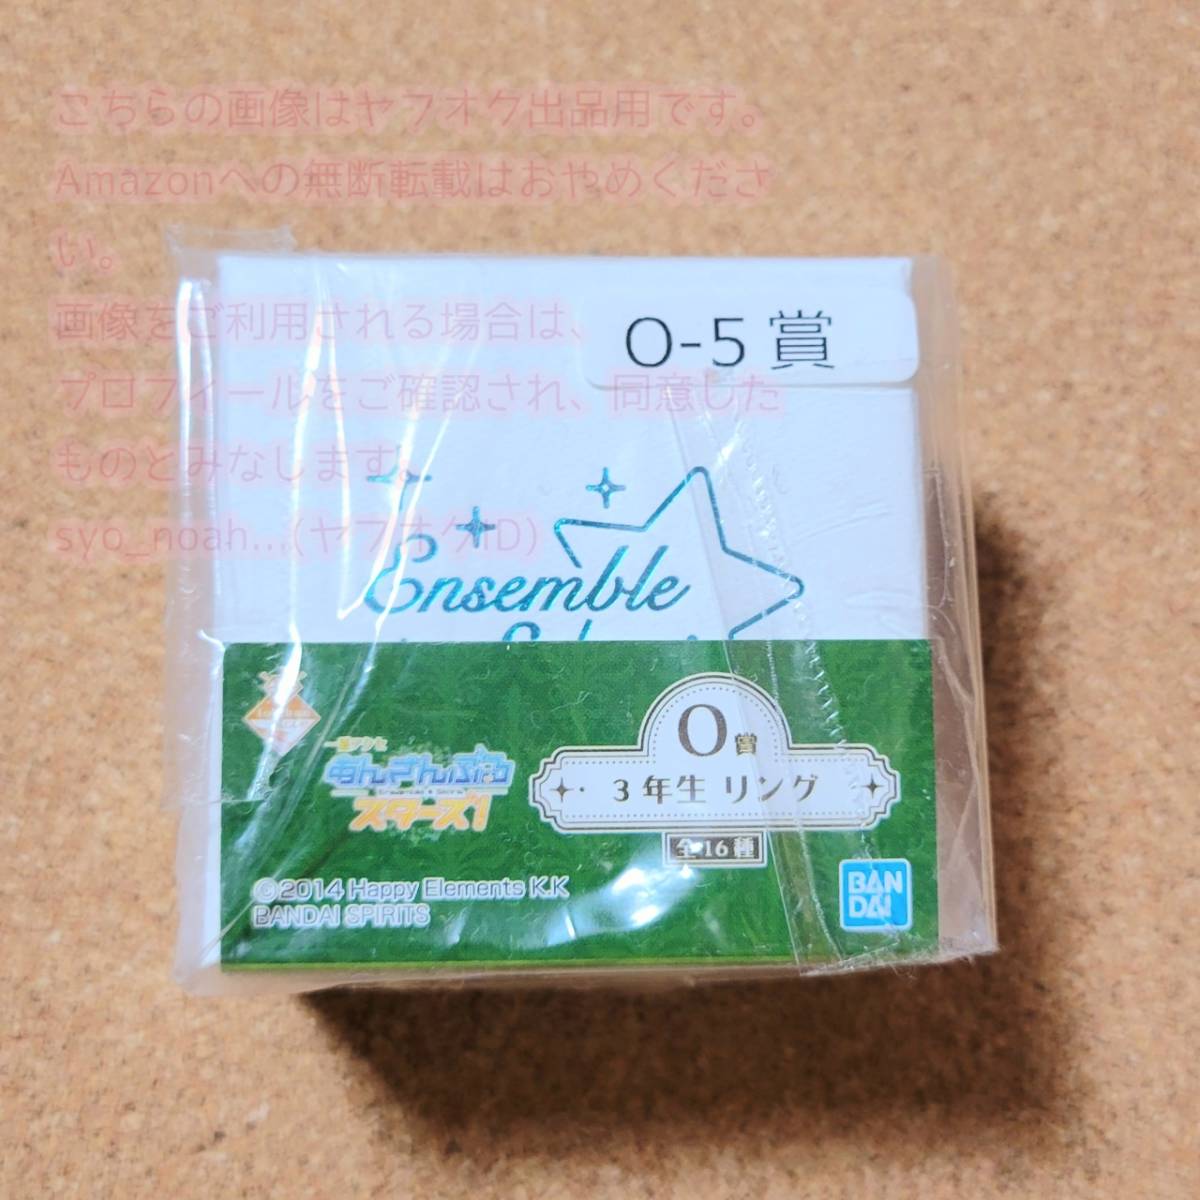 こちらの画像はヤフオク出品用です。
Amazonへの無断転載はおやめくださ
い。
画像をご利用される場合は、
プロフィールをご確認され、同意した
ものとみなします。
syo_noah...(ヤフオクID)
O-5 賞
Ensemble
あんさんぶる
スターズ!
O賞
3年生 リング
全16種
©2014 Happy Elements K.K
BANDAI SPIRITS
BAN
DAI